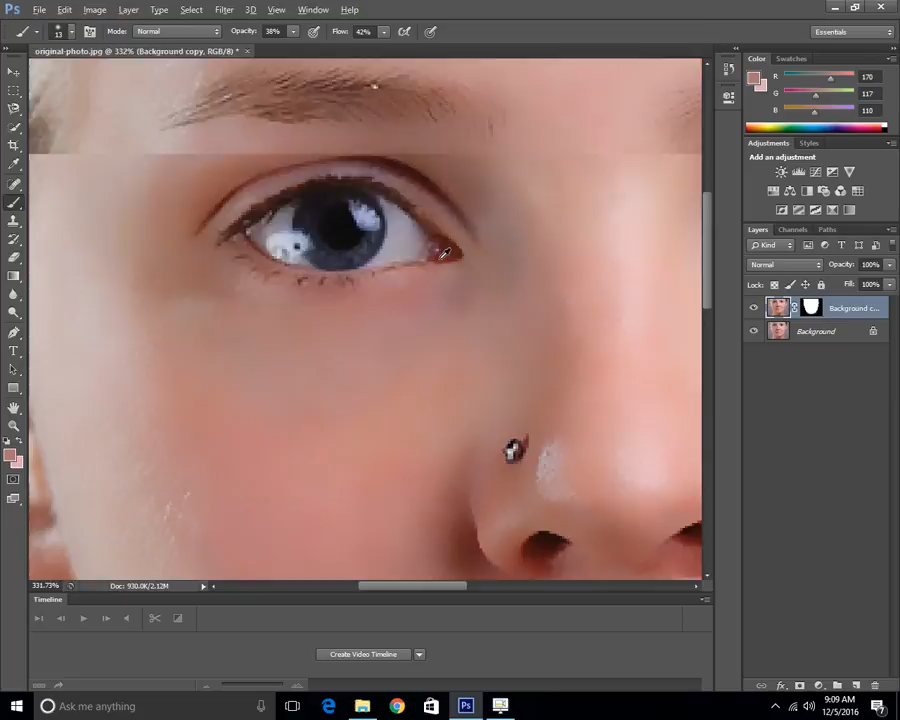 Ps File Edit Image Layer Type Select Filter 3D View Window Help
13 Mode: Normal Opacity: 38% Flow: 42% Essentials
original-photo.jpg @ 332% (Background copy, RGB/8) * ×
Color Swatches
R 170
G 117
B 110
Adjustments Styles
Add an adjustment
Layers Channels Paths
Kind
Normal Opacity: 100%
Lock: Fill: 100%
Background c...
Background
331.73% Doc: 930.0K/2.12M
Timeline
Create Video Timeline
Ask me anything
9:09 AM
12/5/2016